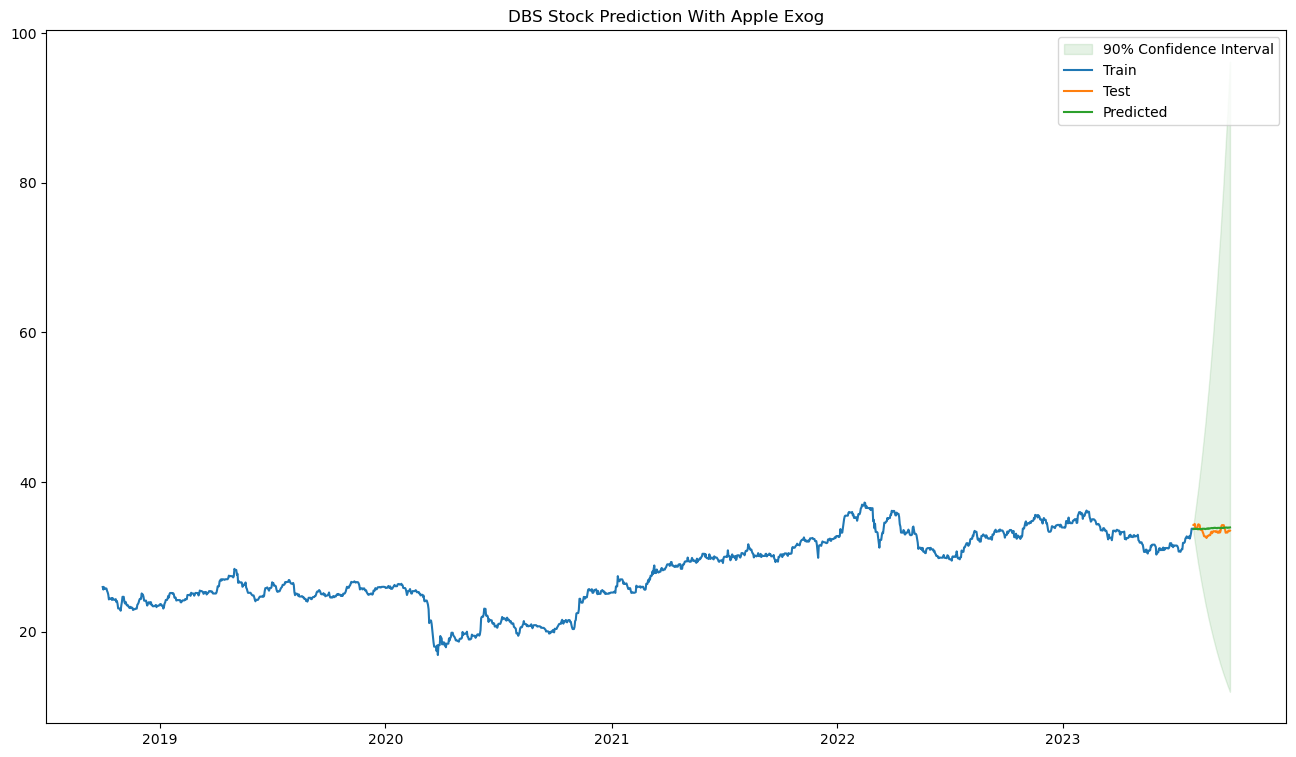 DBS Stock Prediction With Apple Exog
100
80
60
40
20
90% Confidence Interval
Train
Test
Predicted
2019
2020
2021
2022
2023